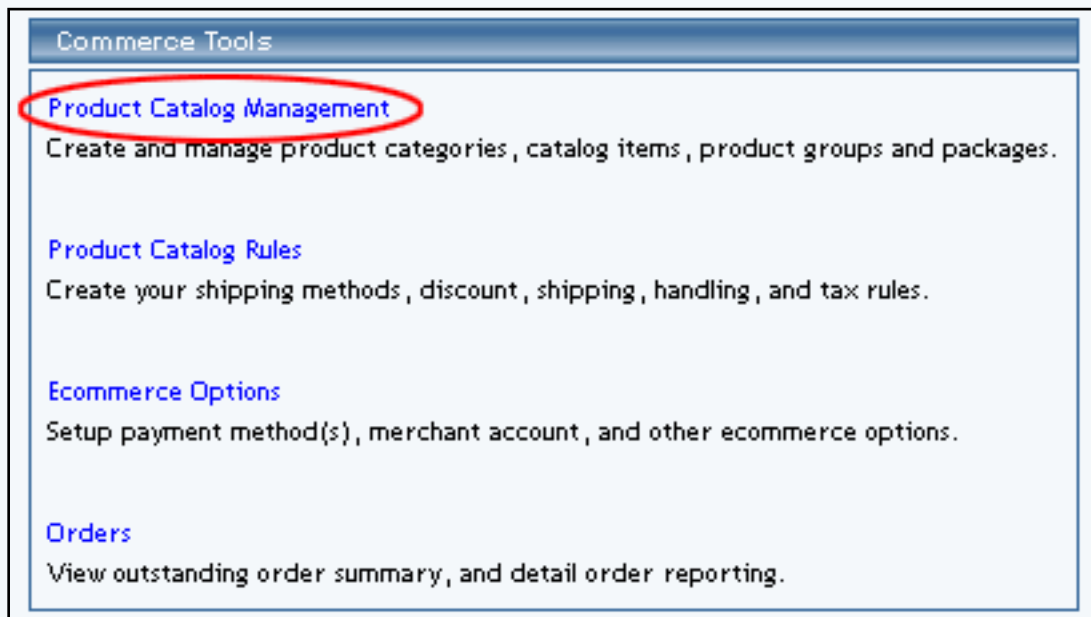 Commerce Tools
Product Catalog Management
Create and manage product categories, catalog items, product groups and packages.
Product Catalog Rules
Create your shipping methods, discount, shipping, handling, and tax rules.
Ecommerce Options
Setup payment method(s), merchant account, and other ecommerce options.
Orders
View outstanding order summary, and detail order reporting.